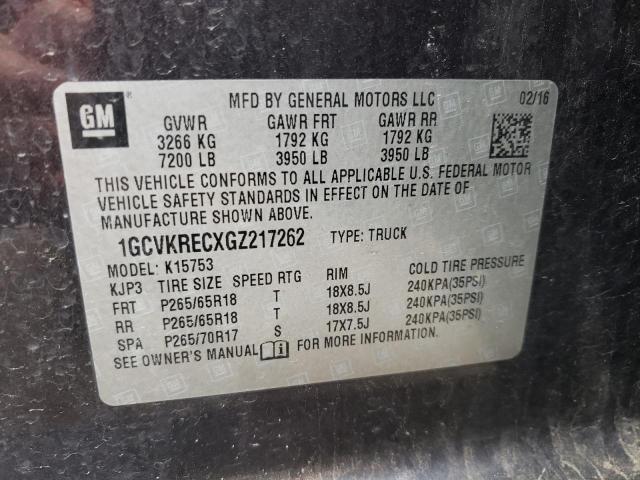 GM
MFD BY GENERAL MOTORS LLC 02/16
GVWR GAWR FRT GAWR RR
3266 KG 1792 KG 1792 KG
7200 LB 3950 LB 3950 LB
THIS VEHICLE CONFORMS TO ALL APPLICABLE U.S. FEDERAL MOTOR
VEHICLE SAFETY STANDARDS IN EFFECT ON THE DATE OF
MANUFACTURE SHOWN ABOVE.
1GCVKRECXGZ217262 TYPE: TRUCK
MODEL: K15753
KJP3 TIRE SIZE SPEED RTG RIM COLD TIRE PRESSURE
FRT P265/65R18 T 18X8.5J 240KPA(35PSI)
RR P265/65R18 T 18X8.5J 240KPA(35PSI)
SPA P265/70R17 S 17X7.5J 240KPA(35PSI)
SEE OWNER'S MANUAL FOR MORE INFORMATION.